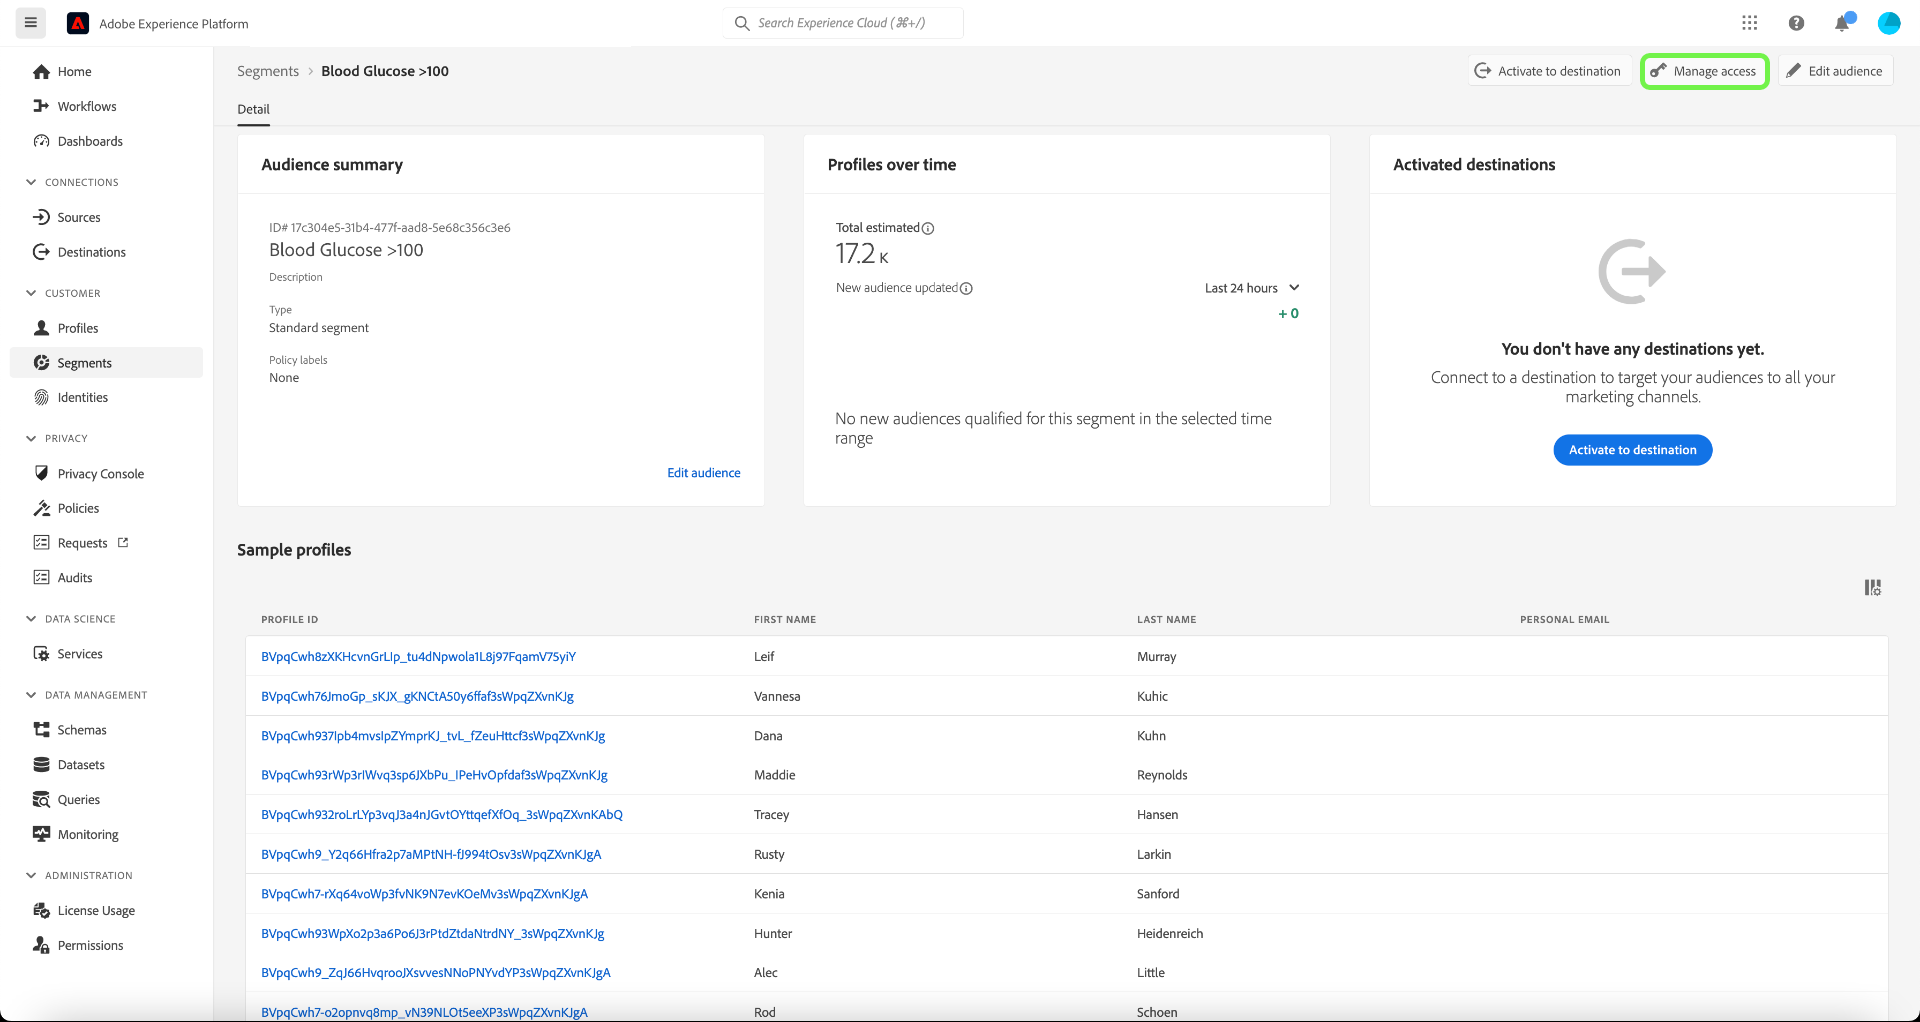 Adobe Experience Platform
Search Experience Cloud (⌘+/)
Home
Workflows
Dashboards
CONNECTIONS
Sources
Destinations
CUSTOMER
Profiles
Segments
Identities
PRIVACY
Privacy Console
Policies
Requests
Audits
DATA SCIENCE
Services
DATA MANAGEMENT
Schemas
Datasets
Queries
Monitoring
ADMINISTRATION
License Usage
Permissions
Segments › Blood Glucose >100
Activate to destination
Manage access
Edit audience
Detail
Audience summary
ID# 17c304e5-31b4-477f-aad8-5e68c356c3e6
Blood Glucose >100
Description
Type
Standard segment
Policy labels
None
Edit audience
Profiles over time
Total estimated
17.2 K
New audience updated
Last 24 hours
+ 0
No new audiences qualified for this segment in the selected time
range
Activated destinations
You don't have any destinations yet.
Connect to a destination to target your audiences to all your
marketing channels.
Activate to destination
Sample profiles
PROFILE ID FIRST NAME LAST NAME PERSONAL EMAIL
BVpqCwh8zXKHcvnGrLIp_tu4dNpwola1L8j97FqamV75yiY Leif Murray
BVpqCwh76JmoGp_sKJX_gKNCtA50y6ffaf3sWpqZXvnKJg Vannesa Kuhic
BVpqCwh937Ipb4mvsIpZYmprKJ_tvL_fZeuHttcf3sWpqZXvnKJg Dana Kuhn
BVpqCwh93rWp3rIWvq3sp6JXbPu_IPeHvOpfdaf3sWpqZXvnKJg Maddie Reynolds
BVpqCwh932roLrLYp3vqJ3a4nJGvtOYttqefXfOq_3sWpqZXvnKAbQ Tracey Hansen
BVpqCwh9_Y2q66Hfra2p7aMPtNH-fJ994tOsv3sWpqZXvnKJgA Rusty Larkin
BVpqCwh7-rXq64voWp3fvNK9N7evKOeMv3sWpqZXvnKJgA Kenia Sanford
BVpqCwh93WpXo2p3a6Po6J3rPtdZtdaNtrdNY_3sWpqZXvnKJg Hunter Heidenreich
BVpqCwh9_ZqJ66HvqrooJXsvvesNNoPNYvdYP3sWpqZXvnKJgA Alec Little
BVpqCwh7-o2opnvq8mp_vN39NLOt5eeXP3sWpqZXvnKJgA Rod Schoen